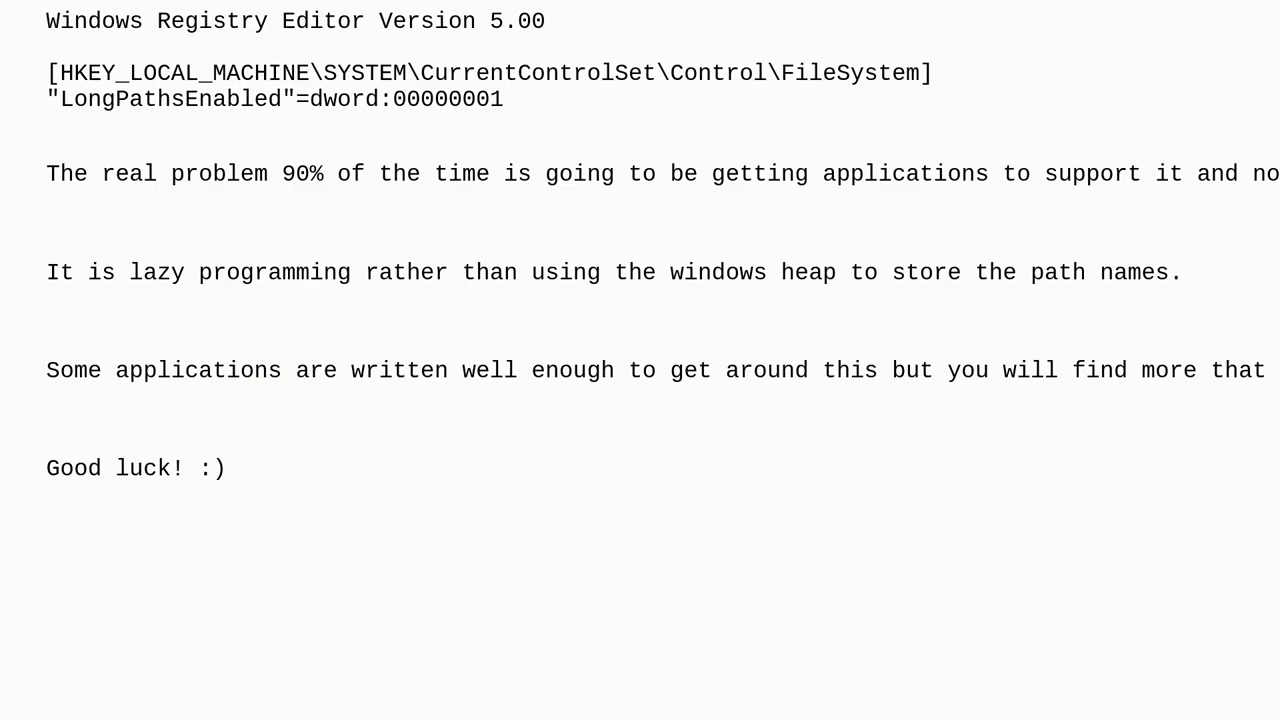 Windows Registry Editor Version 5.00
[HKEY_LOCAL_MACHINE\SYSTEM\CurrentControlSet\Control\FileSystem]
"LongPathsEnabled"=dword:00000001
The real problem 90% of the time is going to be getting applications to support it and no
It is lazy programming rather than using the windows heap to store the path names.
Some applications are written well enough to get around this but you will find more that
Good luck! :)